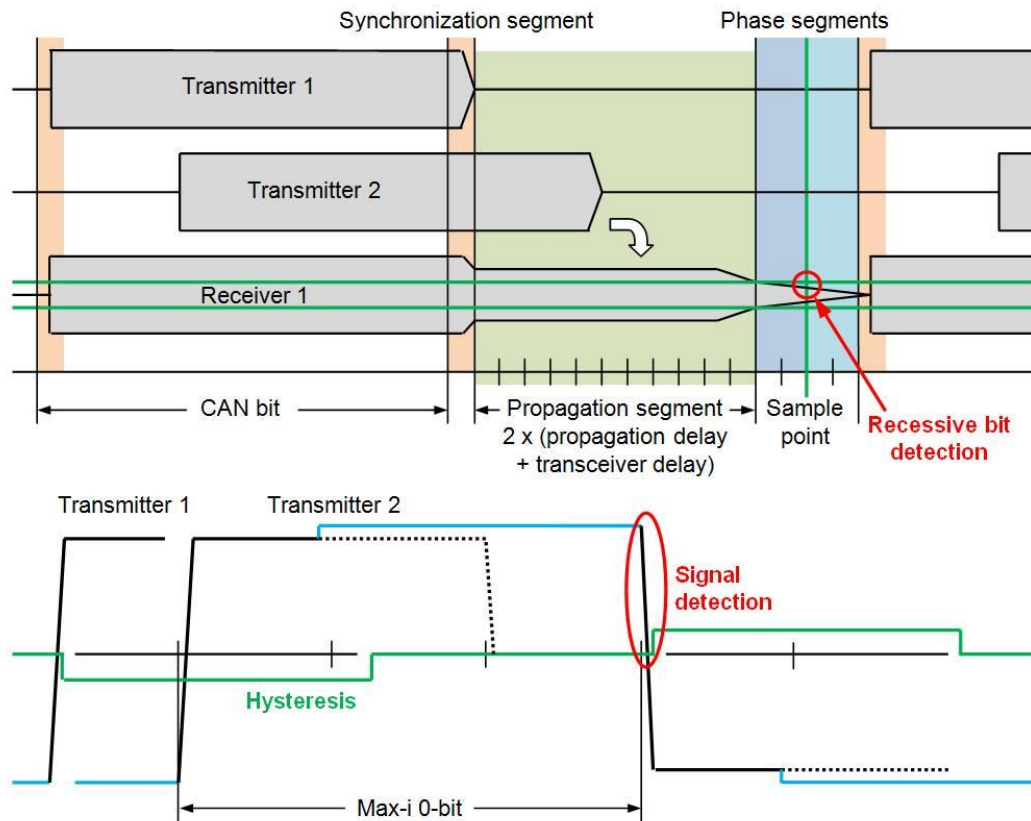 Synchronization segment
Phase segments
Transmitter 1
Transmitter 2
Receiver 1
CAN bit
Propagation segment
2 x (propagation delay
+ transceiver delay)
Sample
point
Recessive bit
detection
Transmitter 1
Transmitter 2
Signal
detection
Hysteresis
Max-i 0-bit